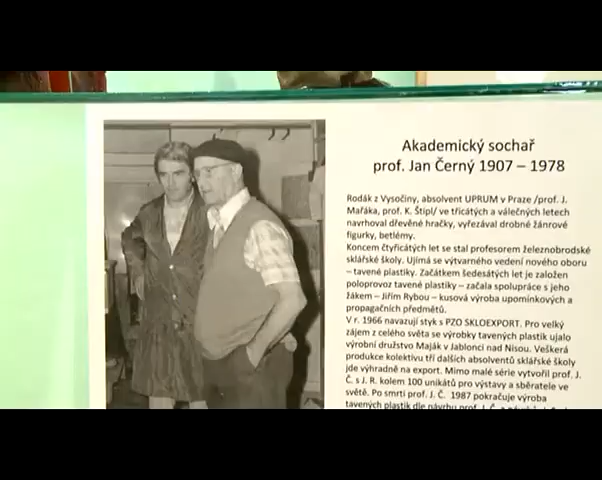 Akademický sochař
prof. Jan Černý 1907 – 1978
Rodák z Vysočiny, absolvent UPRUM v Praze /prof. J.
Mařáka, prof. K. Štipl/ ve třicátých a válečných letech
navrhoval dřevěné hračky, vyřezával drobné žánrové
figurky, betlémy.
Koncem čtyřicátých let se stal profesorem železnobrodské
sklářské školy. Ujímá se výtvarného vedení nového oboru
– tavené plastiky. Začátkem šedesátých let je založen
poloprovoz tavené plastiky – začala spolupráce s jeho
žákem – Jiřím Rybou – kusová výroba upomínkových a
propagačních předmětů.
V r. 1966 navazují styk s PZO SKLOEXPORT. Pro velký
zájem z celého světa se výrobky tavených plastik ujalo
výrobní družstvo Maják v Jablonci nad Nisou. Veškerá
produkce kolektivu tří dalších absolventů sklářské školy
jde výhradně na export. Mimo malé série vytvořil prof. J.
Č. s J. R. kolem 100 unikátů pro výstavy a sběratele ve
světě. Po smrti prof. J. Č. 1987 pokračuje výroba
tavených plastik dle návrhu prof. J. Č. a